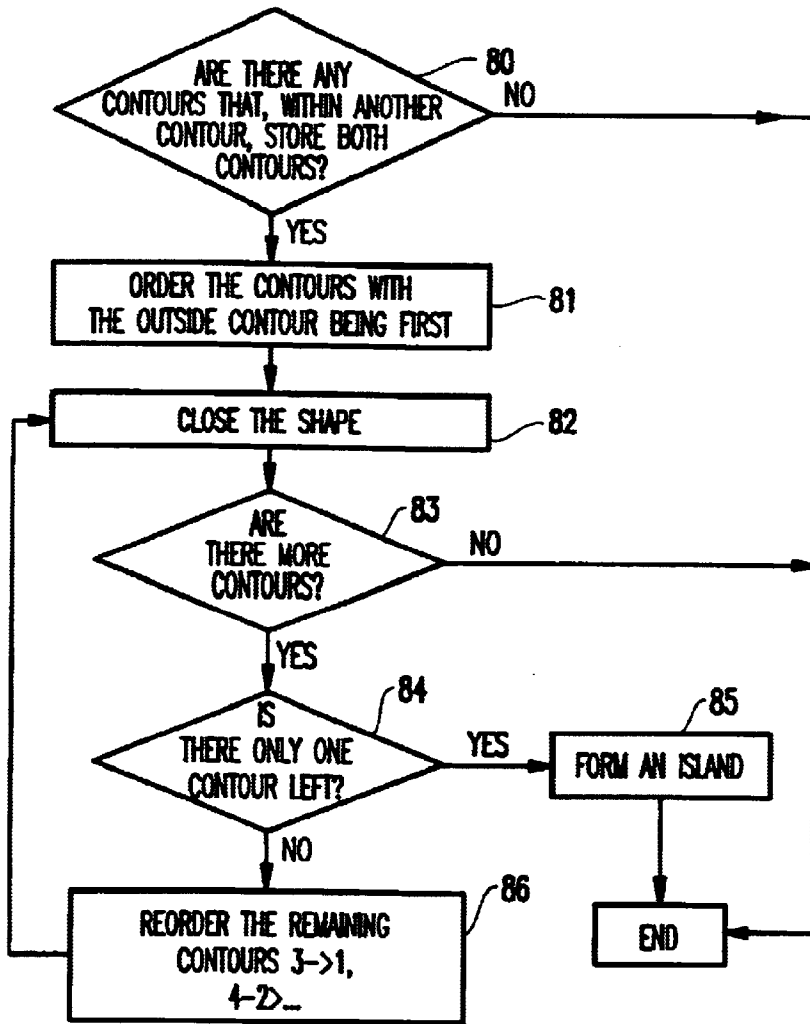 80
ARE THERE ANY
CONTOURS THAT, WITHIN ANOTHER
CONTOUR, STORE BOTH
CONTOURS?
NO
YES
ORDER THE CONTOURS WITH
THE OUTSIDE CONTOUR BEING FIRST
81
CLOSE THE SHAPE
82
83
ARE
THERE MORE
CONTOURS?
NO
YES
84
IS
THERE ONLY ONE
CONTOUR LEFT?
YES
85
FORM AN ISLAND
NO
86
REORDER THE REMAINING
CONTOURS 3->1,
4-2>...
END